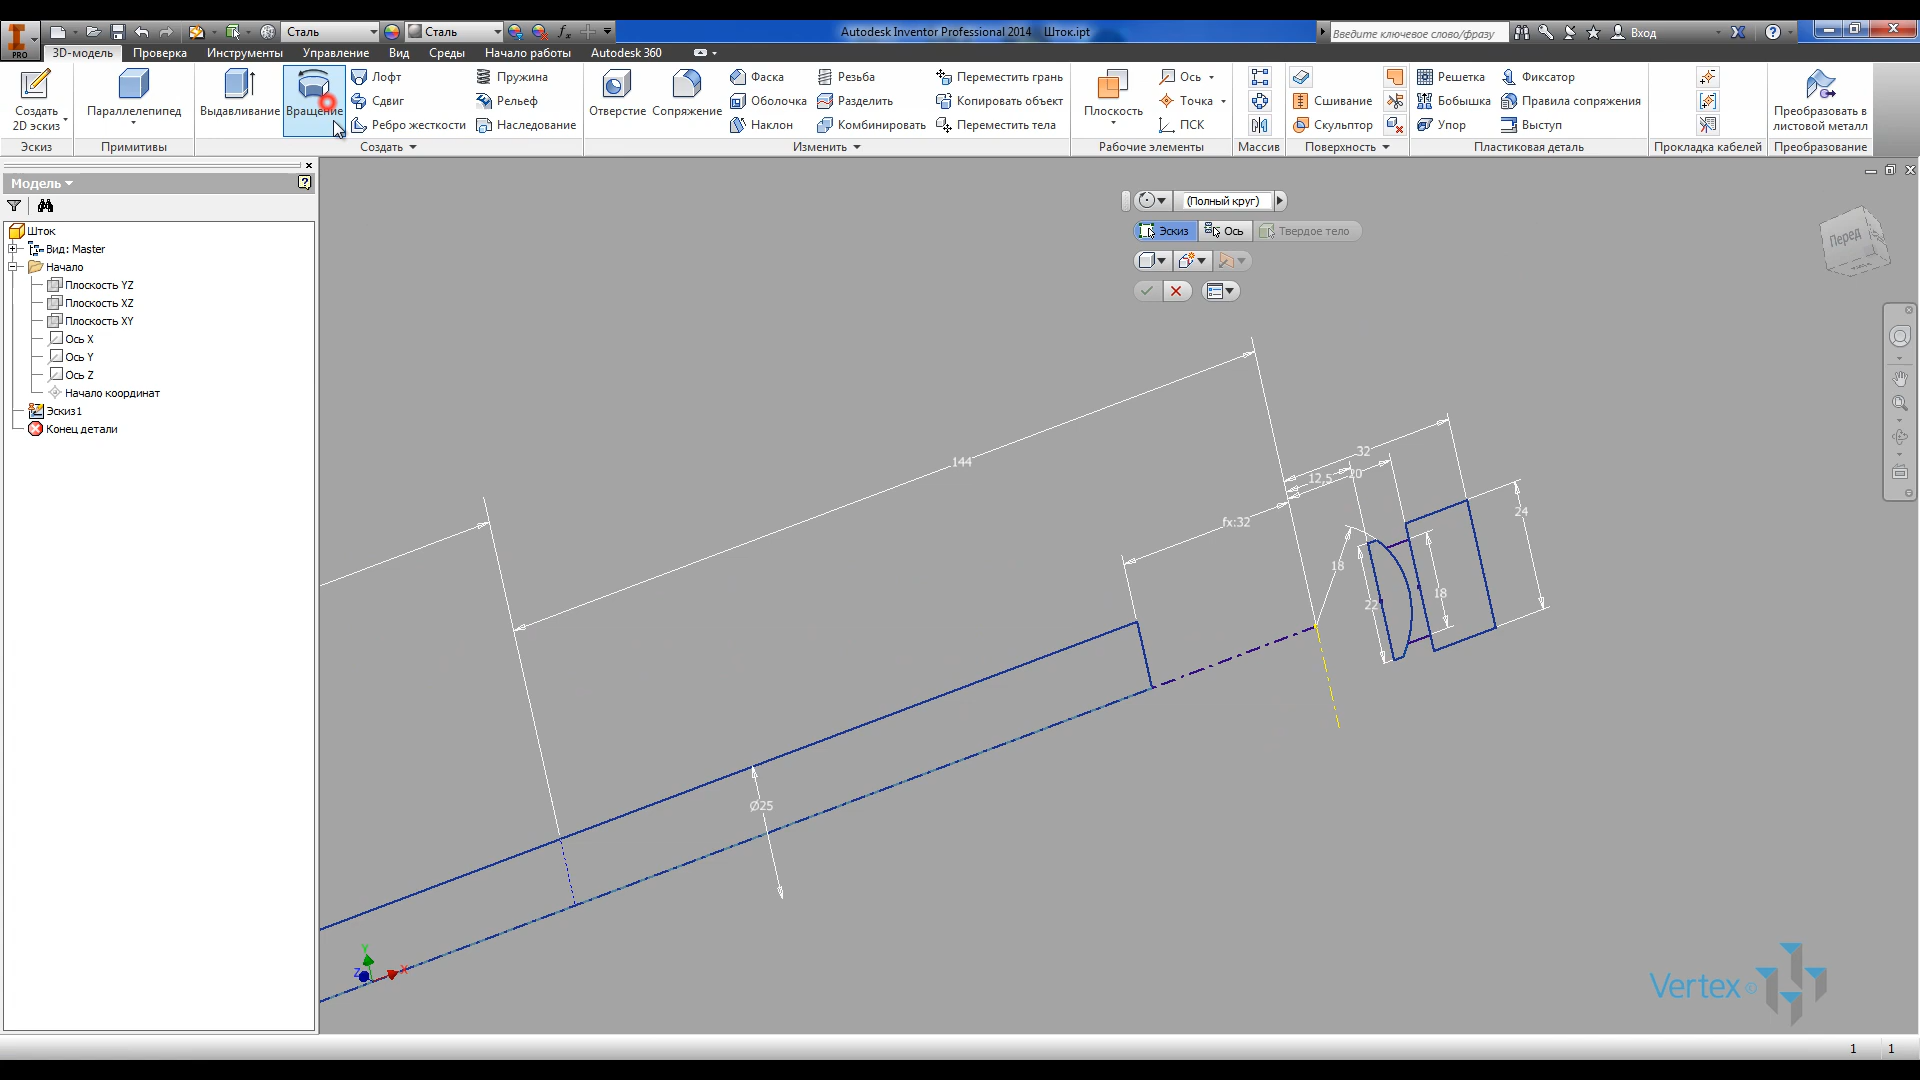 Сталь
Сталь
Autodesk Inventor Professional 2014 Шток.ipt
Введите ключевое слово/фразу
Вход
PRO
3D-модель Проверка Инструменты Управление Вид Среды Начало работы Autodesk 360
Создать
2D эскиз
Эскиз
Параллелепипед
Примитивы
Выдавливание
Вращение
Лофт
Сдвиг
Ребро жесткости
Пружина
Рельеф
Наследование
Создать
Отверстие
Сопряжение
Фаска
Оболочка
Наклон
Резьба
Разделить
Комбинировать
Переместить грань
Копировать объект
Переместить тела
Изменить
Плоскость
Ось
Точка
ПСК
Рабочие элементы
Массив
Сшивание
Скульптор
Поверхность
Решетка
Бобышка
Упор
Фиксатор
Правила сопряжения
Выступ
Пластиковая деталь
Прокладка кабелей
Преобразовать в
листовой металл
Преобразование
Модель
Шток
Вид: Master
Начало
Плоскость YZ
Плоскость XZ
Плоскость XY
Ось X
Ось Y
Ось Z
Начало координат
Эскиз1
Конец детали
(Полный круг)
Эскиз
Ось
Твердое тело
Перед
144
32
12,5
20
fx:32
24
18
18
22
Ø25
Y
Z
X
Vertex©
1 1